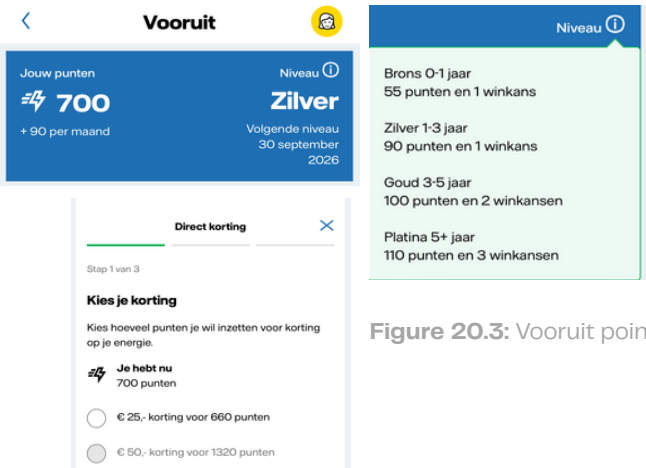 Vooruit
Jouw punten
700
+ 90 per maand
Niveau
Zilver
Volgende niveau
30 september
2026
Direct korting
Stap 1 van 3
Kies je korting
Kies hoeveel punten je wil inzetten voor korting
op je energie.
Je hebt nu
700 punten
€ 25,- korting voor 660 punten
€ 50,- korting voor 1320 punten
Niveau
Brons 0-1 jaar
55 punten en 1 winkans
Zilver 1-3 jaar
90 punten en 1 winkans
Goud 3-5 jaar
100 punten en 2 winkansen
Platina 5+ jaar
110 punten en 3 winkansen
Figure 20.3: Vooruit poin